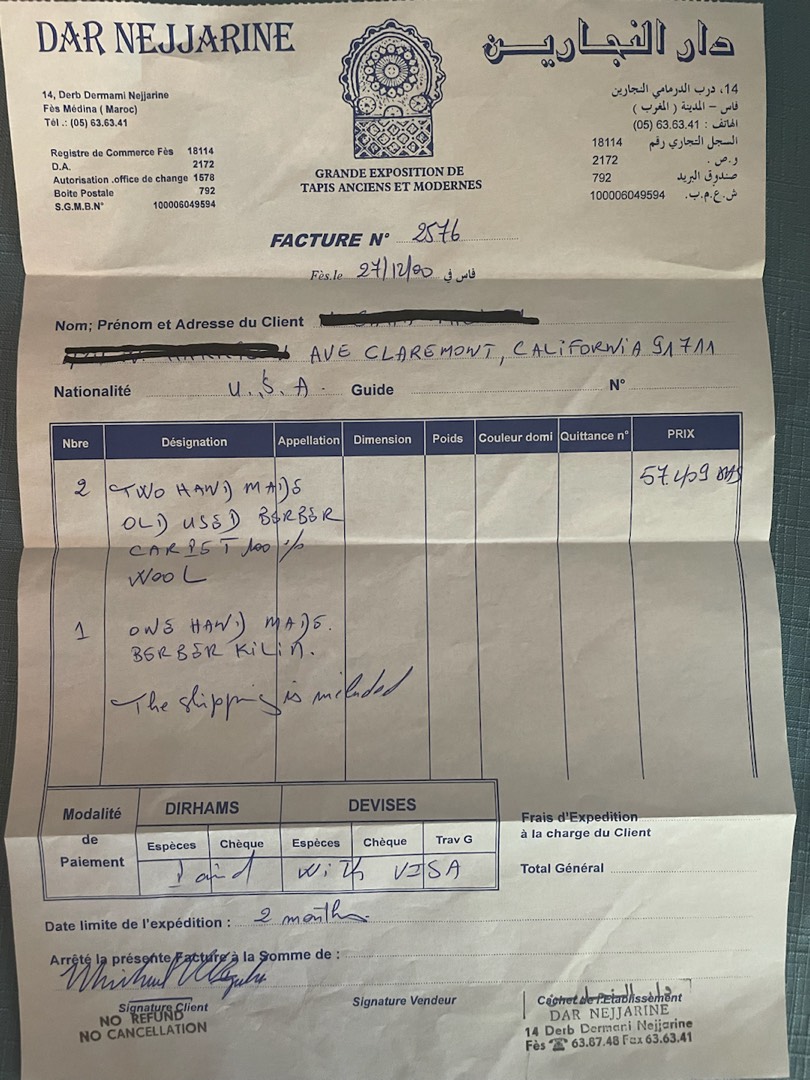 DAR NEJJARINE
دار النجارين
14, Derb Dermami Nejjarine
Fès Médina ( Maroc)
Tél .: (05) 63.63.41
14، درب الدرمامي النجارين
فاس – المدينة ( المغرب )
الهاتف : 63.63.41 (05)
Registre de Commerce Fès 18114
D.A. 2172
Autorisation .office de change 1578
Boite Postale 792
S.G.M.B.N° 100006049594
السجل التجاري رقم 18114
و.ص . 2172
صندوق البريد 792
ش.ع.م.ب. 100006049594
GRANDE EXPOSITION DE
TAPIS ANCIENS ET MODERNES
FACTURE N° 2576
Fès.le 27/12/00 فاس في
Nom; Prénom et Adresse du Client
AVE CLAREMONT, CALIFORNIA 91711
Nationalité U.S.A. Guide N°
Nbre Désignation Appellation Dimension Poids Couleur domi Quittance n° PRIX
2 TWO HAND MADE 57.409 DHS
OLD USED BERBER
CARPET 100 %
WOOL
1 ONE HAND MADE.
BERBER KILIN.
The shipping is included
Modalité de Paiement
DIRHAMS DEVISES
Espèces Chèque Espèces Chèque Trav G
Paid with VISA
Frais d'Expedition
à la charge du Client
Total Général
Date limite de l'expédition : 2 months
Arrêté la présente Facture à la Somme de :
Signature Client Signature Vendeur Cachet de l'Etablissement
NO REFUND
NO CANCELLATION
DAR NEJJARINE
14 Derb Dermani Nejjarine
Fès ☎ 63.87.48 Fax 63.63.41